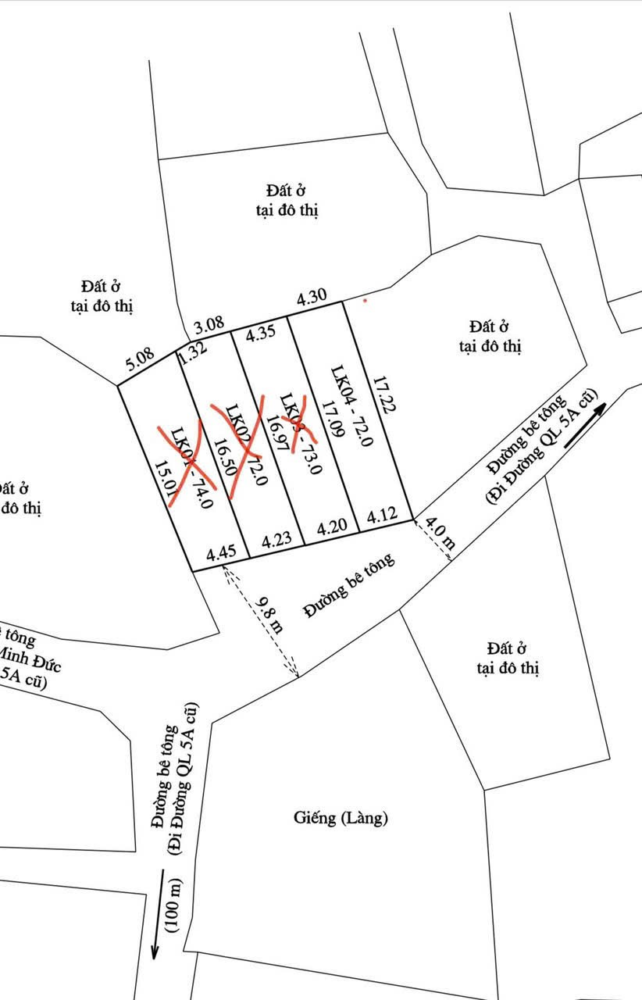 Đất ở
tại đô thị
Đất ở
tại đô thị
4.30
3.08
4.35
1.32
5.08
Đất ở
tại đô thị
LK04 - 72.0
17.22
17.09
LK03 - 73.0
16.97
LK02 - 72.0
16.50
LK01 - 74.0
15.01
Đường bê tông
(Đi Đường QL 5A cũ)
đô thị
4.12
4.20
4.23
4.45
4.0 m
Đường bê tông
9.8 m
tông
Minh Đức
5A cũ)
Đất ở
tại đô thị
Đường bê tông
(Đi Đường QL 5A cũ)
(100 m)
Giếng (Làng)